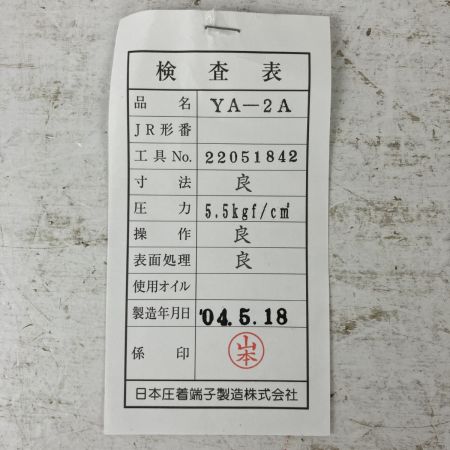 検査表
品名 YA-2A
JR形番
工具No. 22051842
寸法 良
圧力 5.5kgf/c㎡
操作 良
表面処理 良
使用オイル
製造年月日 '04.5.18
係印 山本
日本圧着端子製造株式会社